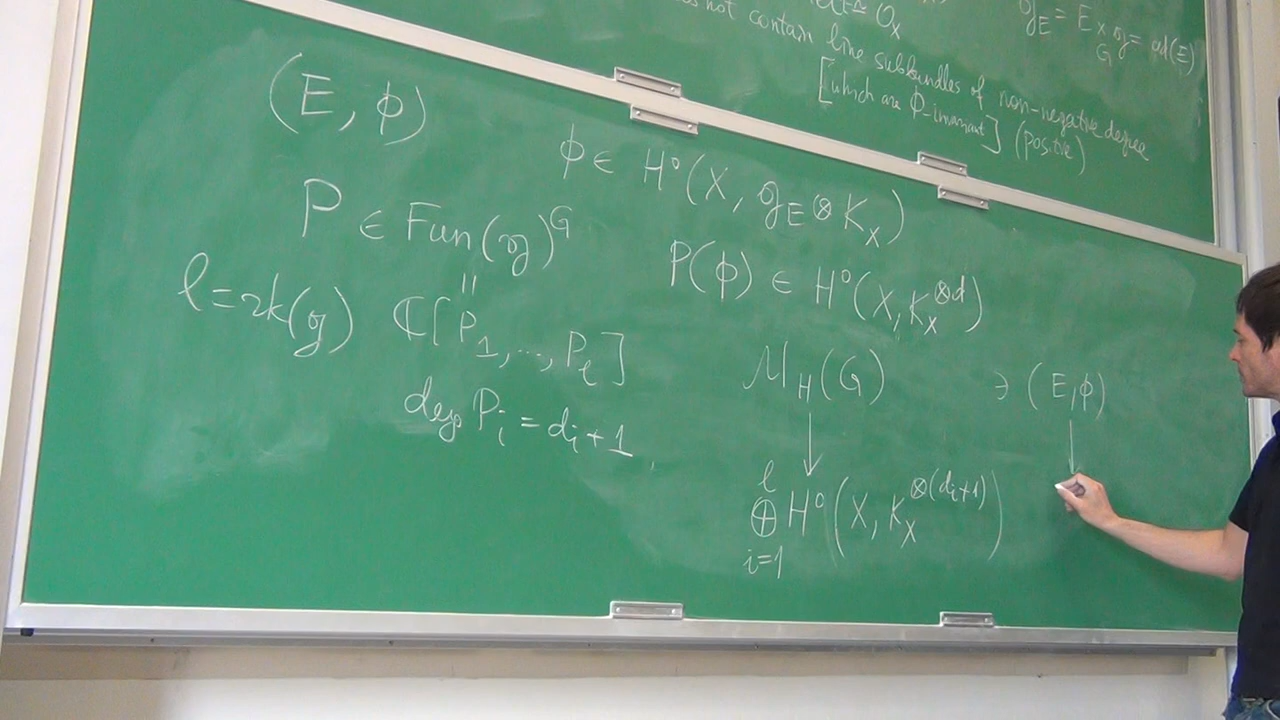 not contain line subbundles of non-negative degree
[which are ϕ-invariant] (positive)
≅ O_X
g_E = E ×_G g = ad(E)
(E, ϕ)
ϕ ∈ H⁰(X, g_E ⊗ K_X)
P ∈ Fun(g)^G
P(ϕ) ∈ H⁰(X, K_X^{⊗d})
l = rk(g)
"
ℂ[P_1, ..., P_l]
deg P_i = d_i + 1
M_H(G) ∋ (E, ϕ)
↓ ↓
⊕_{i=1}^{l} H⁰(X, K_X^{⊗(d_i+1)})